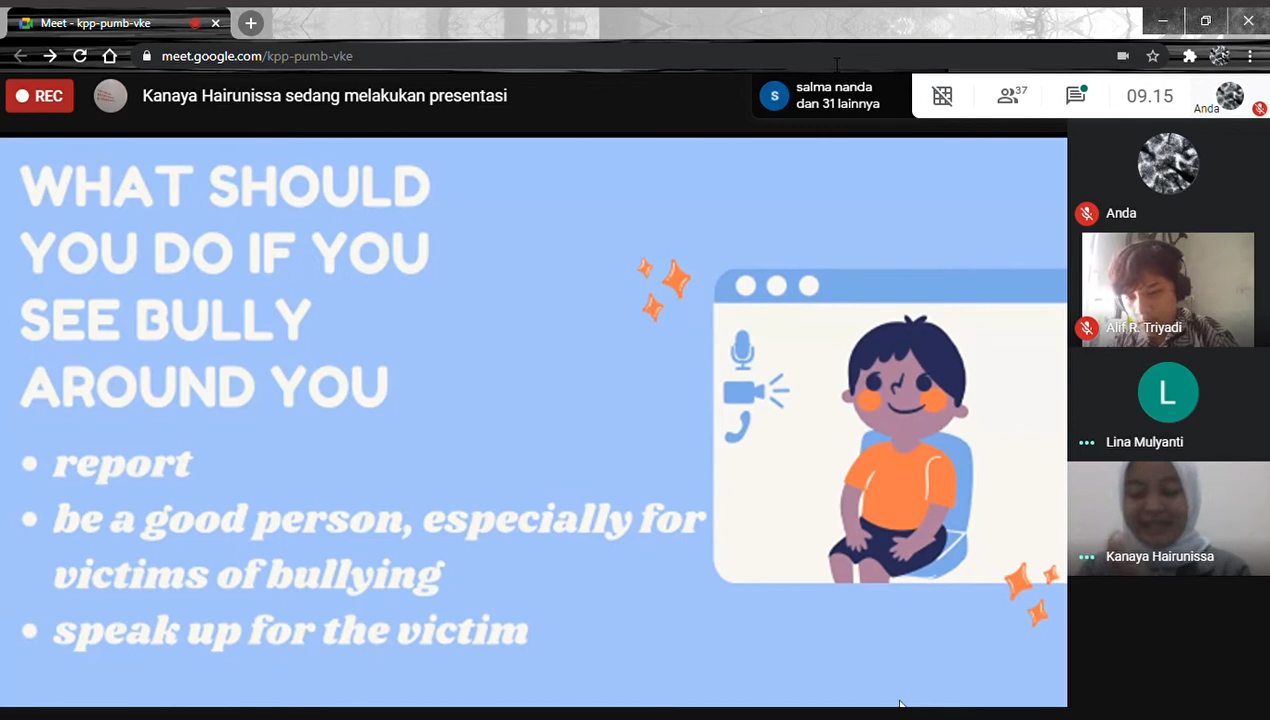 Meet - kpp-pumb-vke
meet.google.com/kpp-pumb-vke
REC
Kanaya Hairunissa sedang melakukan presentasi
S
salma nanda
dan 31 lainnya
37
09.15
Anda
WHAT SHOULD
YOU DO IF YOU
SEE BULLY
AROUND YOU
• report
• be a good person, especially for
victims of bullying
• speak up for the victim
Anda
Alif R. Triyadi
L
Lina Mulyanti
Kanaya Hairunissa